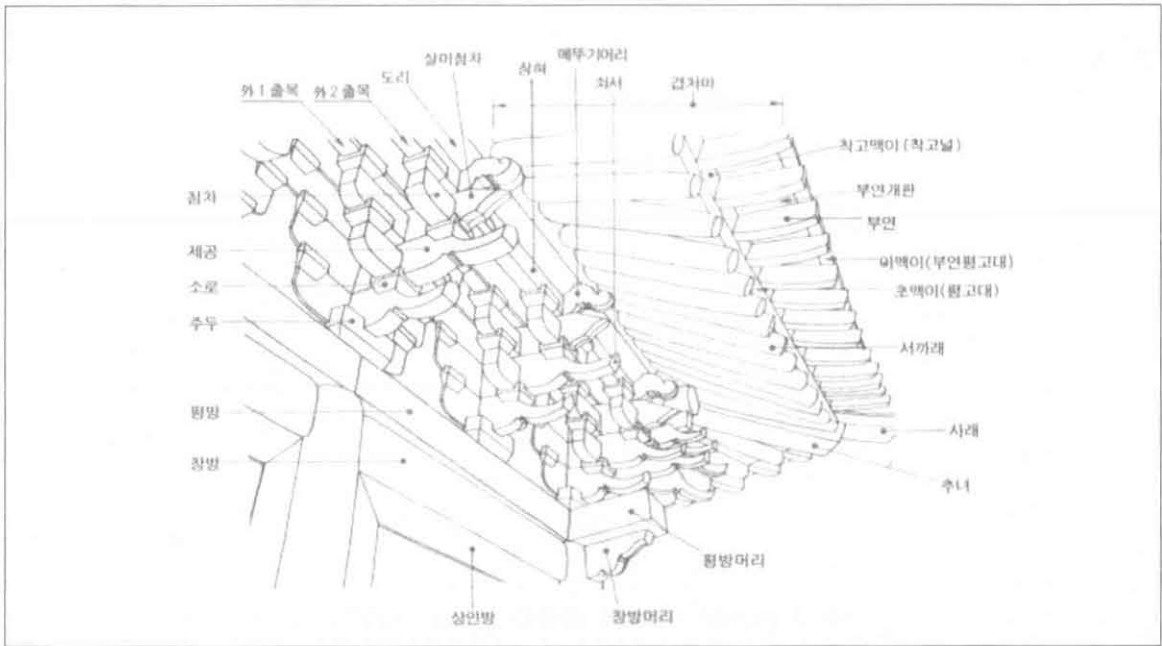 外1출목
外2출목
도리
살미첨차
장혀
메뚜기머리
쇠서
겹처마
착고맥이(착고널)
부연개판
부연
이맥이(부연평고대)
초맥이(평고대)
서까래
사래
추녀
첨차
제공
소로
주두
평방
창방
평방머리
상인방
창방머리